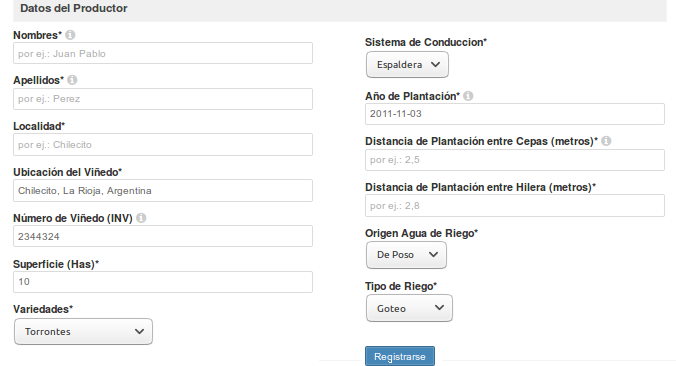 Datos del Productor
Nombres*
por ej.: Juan Pablo
Apellidos*
por ej.: Perez
Localidad*
por ej.: Chilecito
Ubicación del Viñedo*
Chilecito, La Rioja, Argentina
Número de Viñedo (INV)
2344324
Superficie (Has)*
10
Variedades*
Torrontes
Sistema de Conduccion*
Espaldera
Año de Plantación*
2011-11-03
Distancia de Plantación entre Cepas (metros)*
por ej.: 2,5
Distancia de Plantación entre Hilera (metros)*
por ej.: 2,8
Origen Agua de Riego*
De Poso
Tipo de Riego*
Goteo
Registrarse